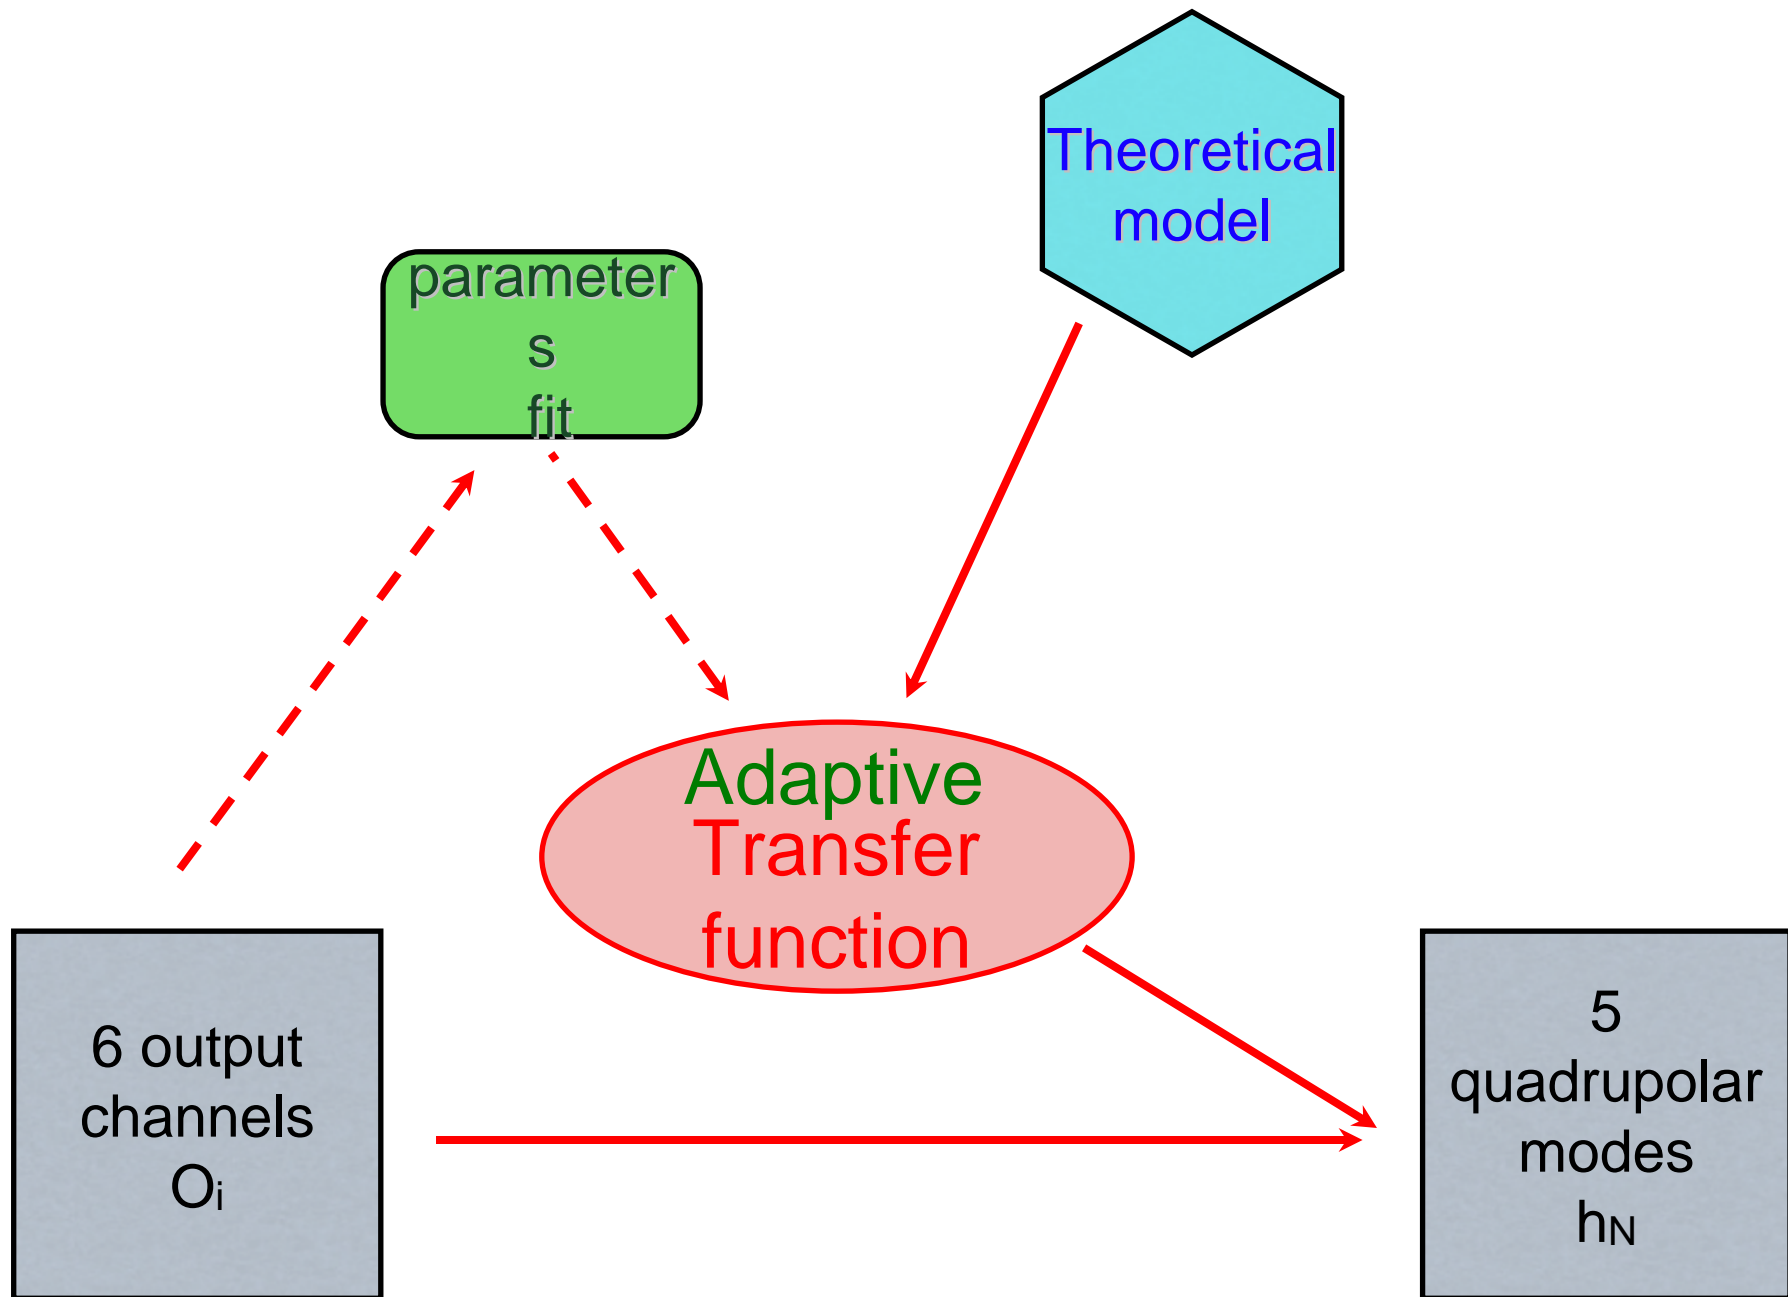 Theoretical
model
parameter
s
fit
Adaptive
Transfer
function
6 output
channels
Oi
5
quadrupolar
modes
hN